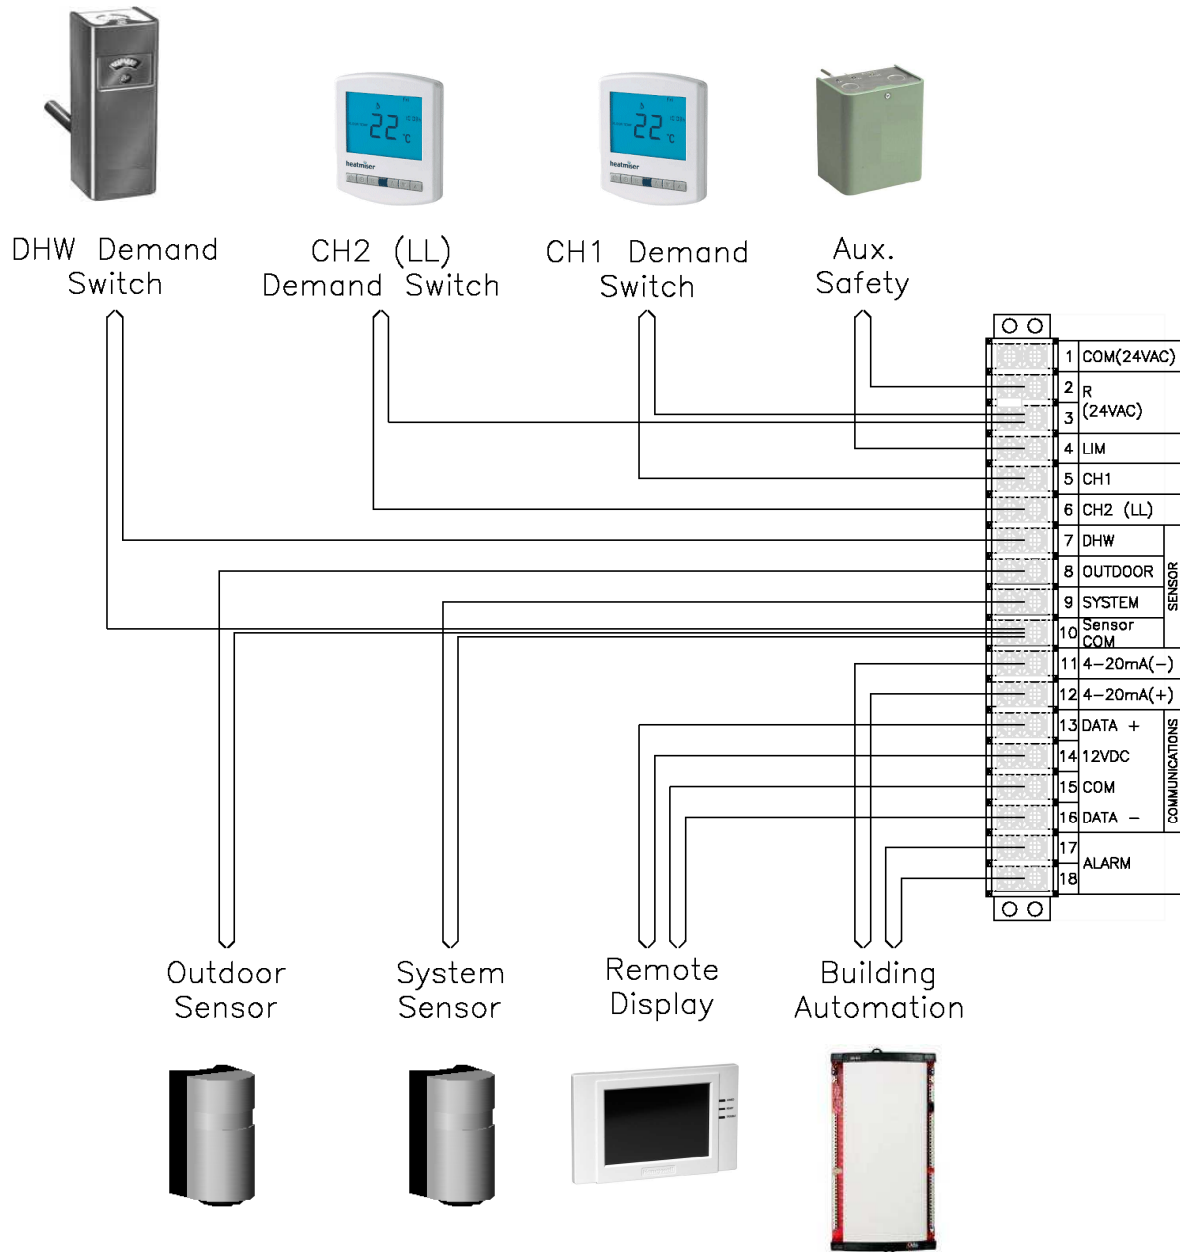 22
°C
heatmiser
22
°C
heatmiser
DHW Demand
Switch
CH2 (LL)
Demand Switch
CH1 Demand
Switch
Aux.
Safety
1 COM(24VAC)
2 R
3 (24VAC)
4 LIM
5 CH1
6 CH2 (LL)
7 DHW
8 OUTDOOR
9 SYSTEM
10 Sensor
COM
SENSOR
11 4-20mA(-)
12 4-20mA(+)
13 DATA +
14 12VDC
15 COM
16 DATA -
COMMUNICATIONS
17
ALARM
18
Outdoor
Sensor
System
Sensor
Remote
Display
Building
Automation